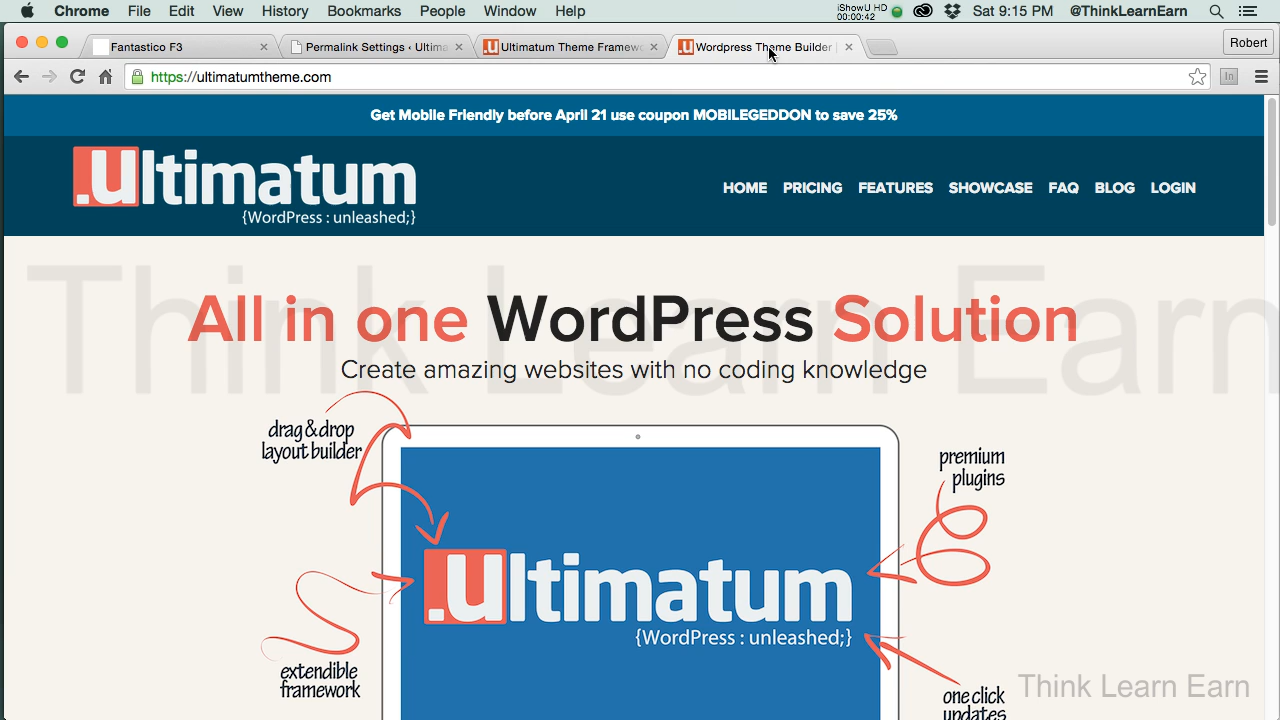 Chrome File Edit View History Bookmarks People Window Help iShowU HD 00:00:42 Sat 9:15 PM @ThinkLearnEarn
Fantastico F3 Permalink Settings ‹ Ultima Ultimatum Theme Framewo Wordpress Theme Builder Robert
https://ultimatumtheme.com In
Get Mobile Friendly before April 21 use coupon MOBILEGEDDON to save 25%
.Ultimatum
{WordPress : unleashed;}
HOME PRICING FEATURES SHOWCASE FAQ BLOG LOGIN
Think Learn Earn
All in one WordPress Solution
Create amazing websites with no coding knowledge
drag & drop
layout builder
premium
plugins
.Ultimatum
{WordPress : unleashed;}
extendible
framework
one click
updates
Think Learn Earn